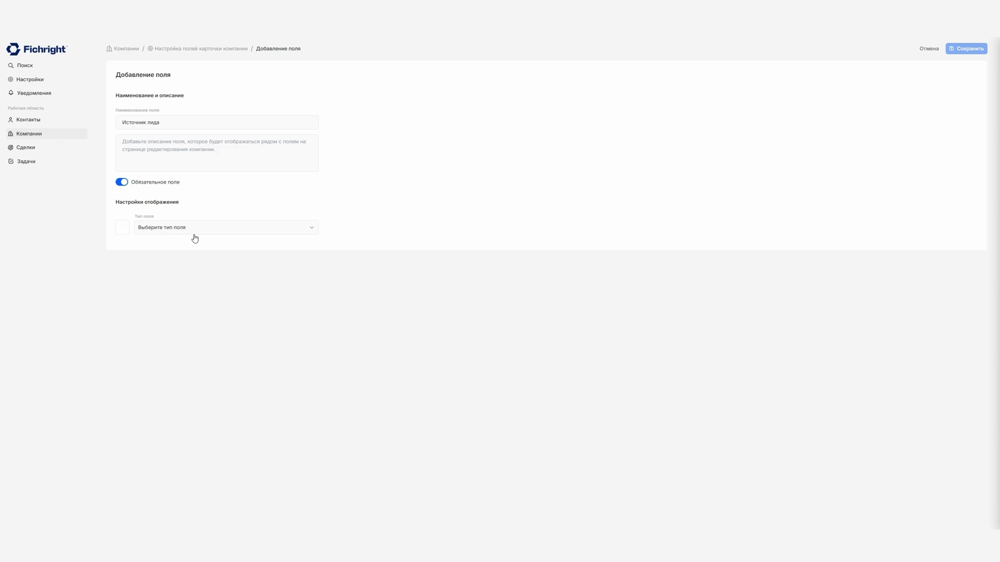 Fichright
Компании / Настройка полей карточки компании / Добавление поля
Отмена
Сохранить
Поиск
Настройки
Уведомления
Рабочая область
Контакты
Компании
Сделки
Задачи
Добавление поля
Наименование и описание
Наименование поля
Источник лида
Добавьте описание поля, которое будет отображаться рядом с полем на
странице редактирования компании.
Обязательное поле
Настройки отображения
Тип поля
Выберите тип поля